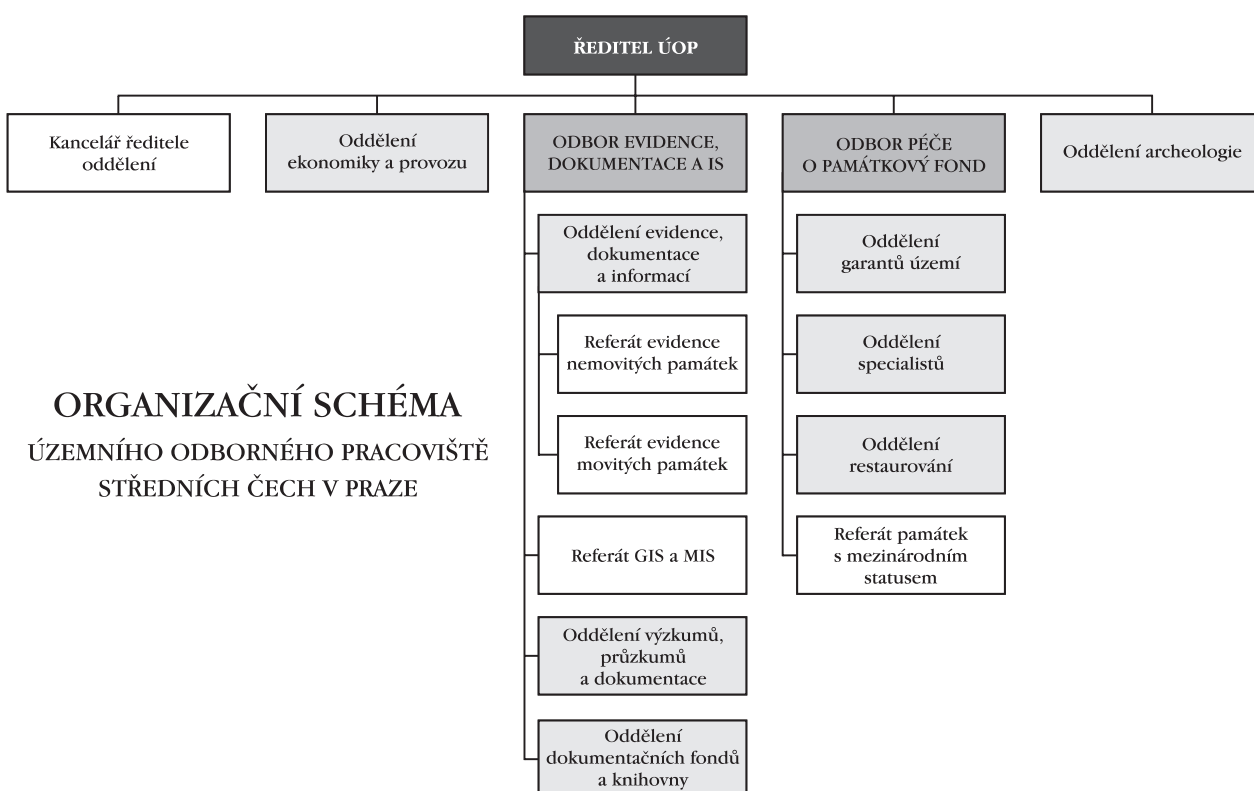 ŘEDITEL ÚOP
Kancelář ředitele
oddělení
Oddělení
ekonomiky a provozu
ODBOR EVIDENCE,
DOKUMENTACE A IS
ODBOR PÉČE
O PAMÁTKOVÝ FOND
Oddělení archeologie
Oddělení evidence,
dokumentace
a informací
Referát evidence
nemovitých památek
Referát evidence
movitých památek
Referát GIS a MIS
Oddělení výzkumů,
průzkumů
a dokumentace
Oddělení
dokumentačních fondů
a knihovny
Oddělení
garantů území
Oddělení
specialistů
Oddělení
restaurování
Referát památek
s mezinárodním
statusem
ORGANIZAČNÍ SCHÉMA
ÚZEMNÍHO ODBORNÉHO PRACOVIŠTĚ
STŘEDNÍCH ČECH V PRAZE